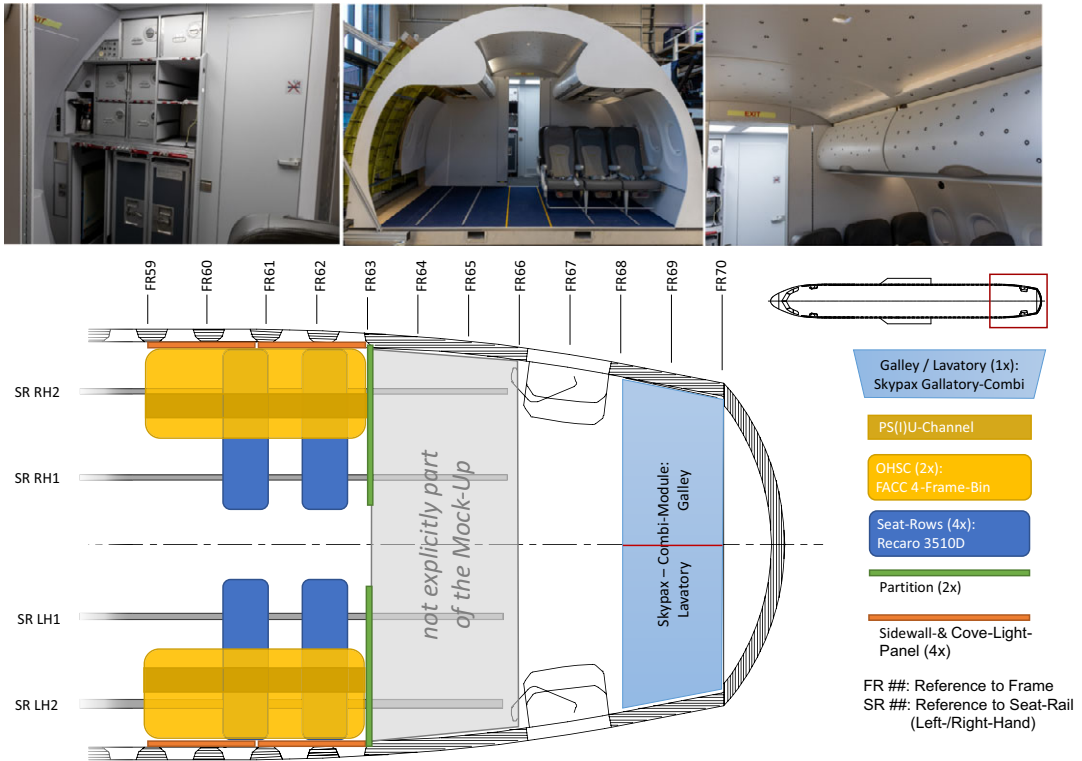 EXIT
EXIT
FR59
FR60
FR61
FR62
FR63
FR64
FR65
FR66
FR67
FR68
FR69
FR70
SR RH2
SR RH1
SR LH1
SR LH2
not explicitly part
of the Mock-Up
Skypax – Combi-Module:
Lavatory Galley
Galley / Lavatory (1x):
Skypax Gallatory-Combi
PS(I)U-Channel
OHSC (2x):
FACC 4-Frame-Bin
Seat-Rows (4x):
Recaro 3510D
Partition (2x)
Sidewall-& Cove-Light-
Panel (4x)
FR ##: Reference to Frame
SR ##: Reference to Seat-Rail
(Left-/Right-Hand)